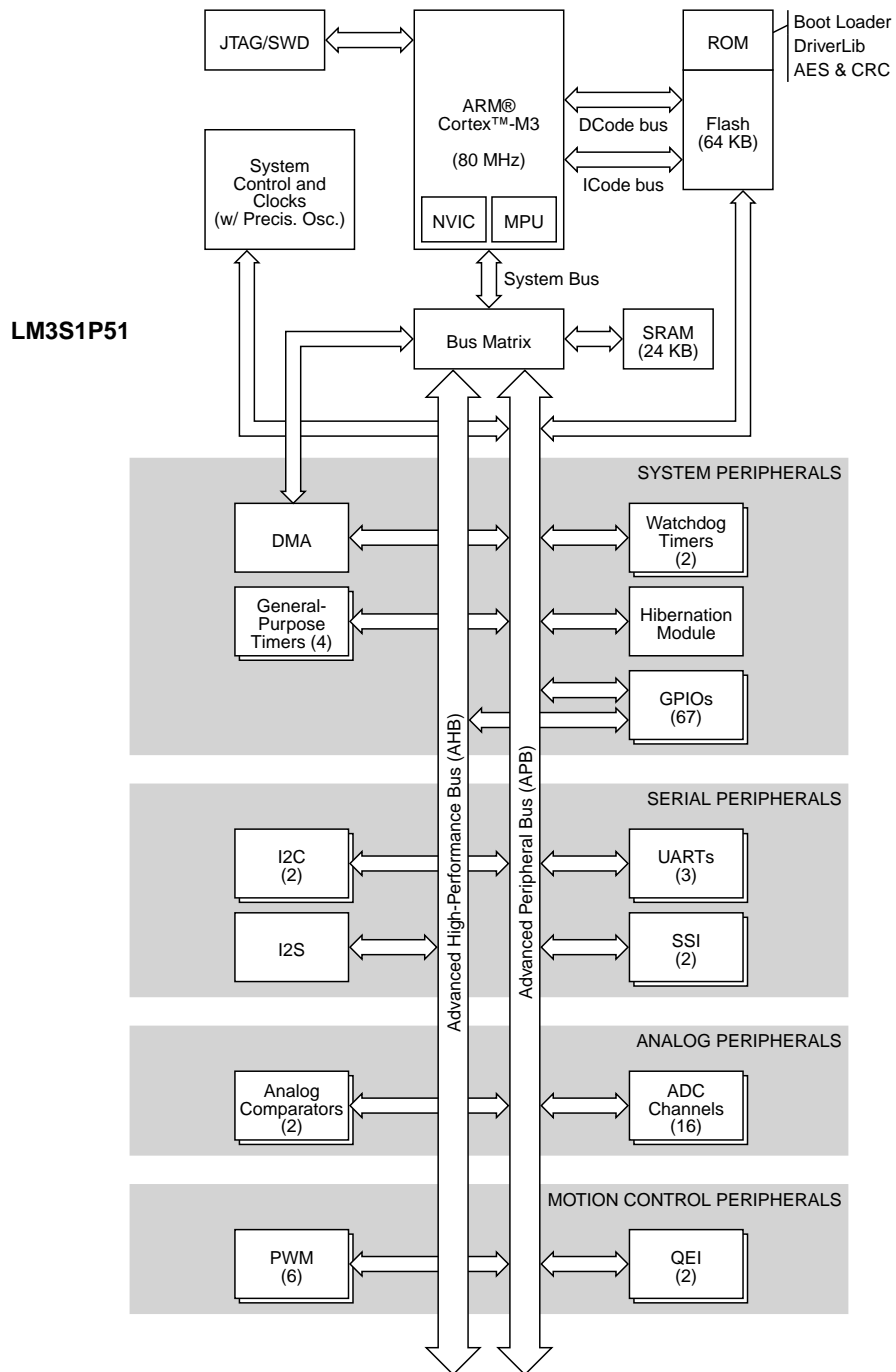 JTAG/SWD
ARM®
Cortex™-M3
(80 MHz)
NVIC
MPU
ROM
Boot Loader
DriverLib
AES & CRC
Flash
(64 KB)
DCode bus
ICode bus
System
Control and
Clocks
(w/ Precis. Osc.)
System Bus
LM3S1P51
Bus Matrix
SRAM
(24 KB)
SYSTEM PERIPHERALS
DMA
Watchdog
Timers
(2)
General-
Purpose
Timers (4)
Hibernation
Module
GPIOs
(67)
Advanced High-Performance Bus (AHB)
Advanced Peripheral Bus (APB)
SERIAL PERIPHERALS
I2C
(2)
UARTs
(3)
I2S
SSI
(2)
ANALOG PERIPHERALS
Analog
Comparators
(2)
ADC
Channels
(16)
MOTION CONTROL PERIPHERALS
PWM
(6)
QEI
(2)